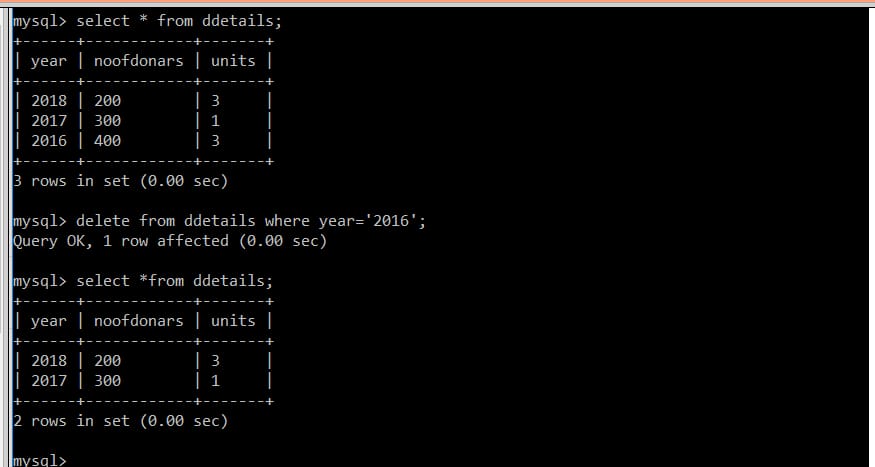 mysql> select * from ddetails;
+------+------------+-------+
| year | noofdonars | units |
+------+------------+-------+
| 2018 | 200        | 3     |
| 2017 | 300        | 1     |
| 2016 | 400        | 3     |
+------+------------+-------+
3 rows in set (0.00 sec)

mysql> delete from ddetails where year='2016';
Query OK, 1 row affected (0.00 sec)

mysql> select *from ddetails;
+------+------------+-------+
| year | noofdonars | units |
+------+------------+-------+
| 2018 | 200        | 3     |
| 2017 | 300        | 1     |
+------+------------+-------+
2 rows in set (0.00 sec)

mysql>